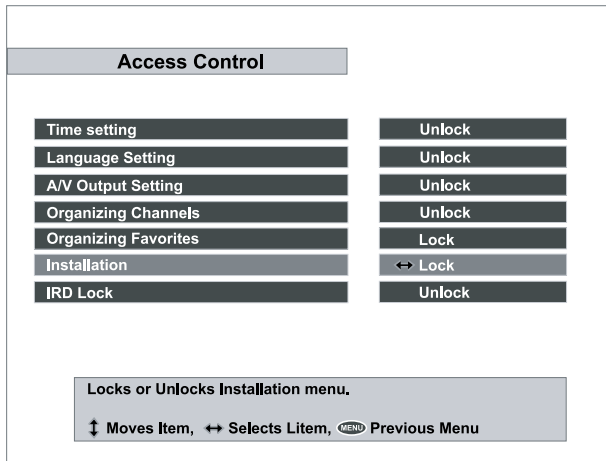 Access Control
Time setting Unlock
Language Setting Unlock
A/V Output Setting Unlock
Organizing Channels Unlock
Organizing Favorites Lock
Installation ↔ Lock
IRD Lock Unlock
Locks or Unlocks Installation menu.
↕ Moves Item, ↔ Selects Litem, MENU Previous Menu